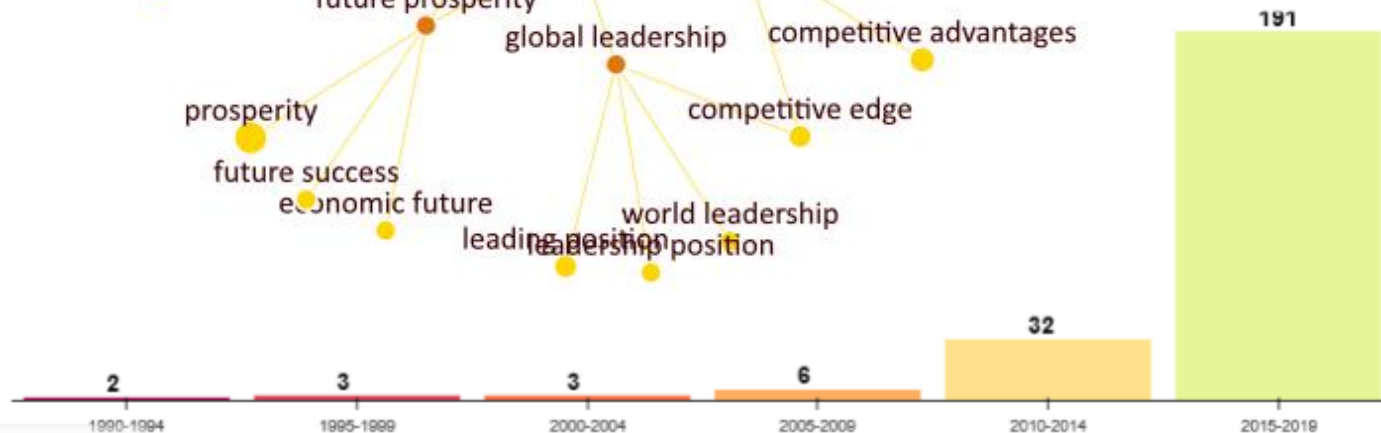 future prosperity
191
global leadership
competitive advantages
prosperity
competitive edge
future success
economic future
world leadership
leading position
leadership position
32
6
2
3
3
1990-1994
1995-1999
2000-2004
2005-2009
2010-2014
2015-2019